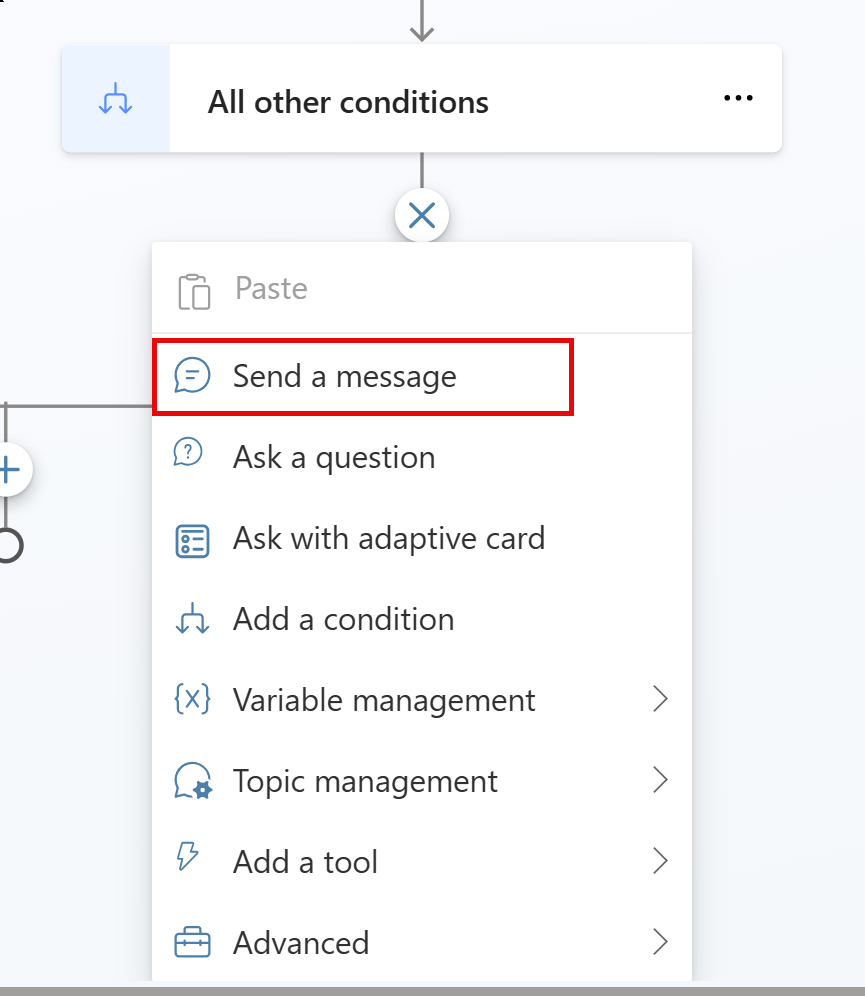 All other conditions
Paste
Send a message
Ask a question
Ask with adaptive card
Add a condition
Variable management
Topic management
Add a tool
Advanced